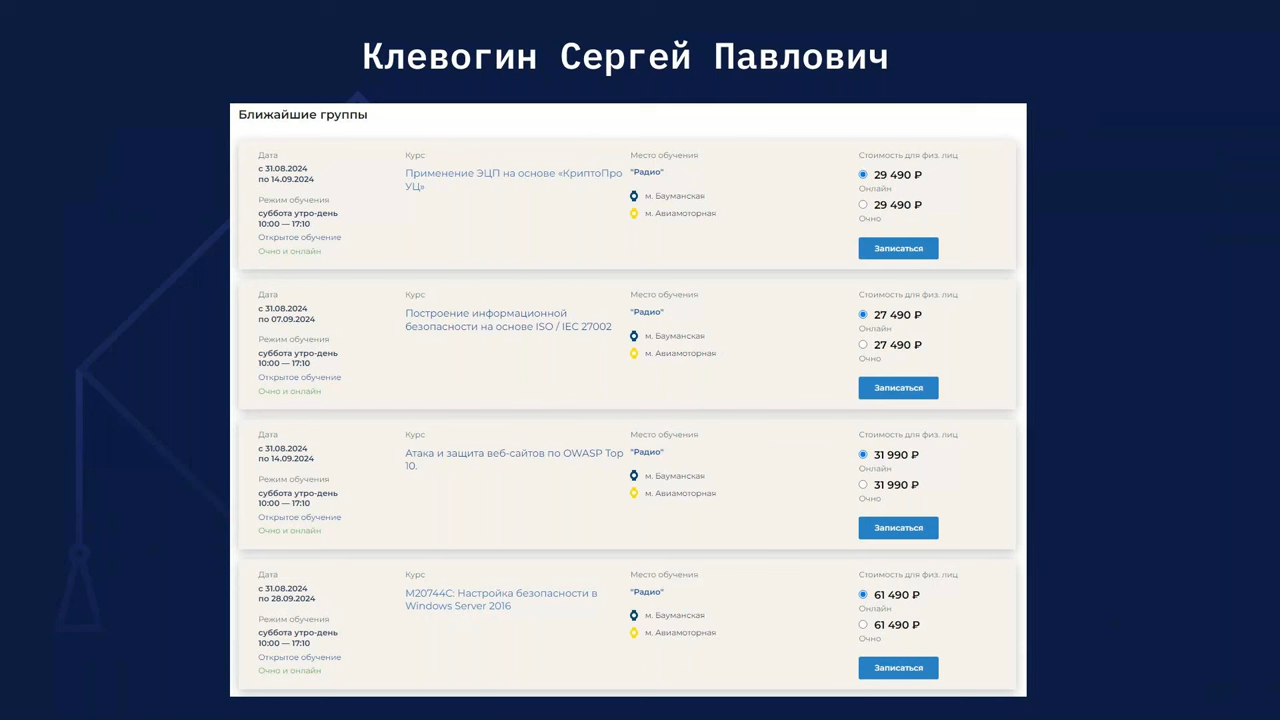 Клевогин Сергей Павлович
Ближайшие группы
Дата
с 31.08.2024
по 14.09.2024
Режим обучения
суббота утро-день
10:00 — 17:10
Открытое обучение
Очно и онлайн
Курс
Применение ЭЦП на основе «КриптоПро
УЦ»
Место обучения
"Радио"
м. Бауманская
м. Авиамоторная
Стоимость для физ. лиц
29 490 ₽
Онлайн
29 490 ₽
Очно
Записаться
Дата
с 31.08.2024
по 07.09.2024
Режим обучения
суббота утро-день
10:00 — 17:10
Открытое обучение
Очно и онлайн
Курс
Построение информационной
безопасности на основе ISO / IEC 27002
Место обучения
"Радио"
м. Бауманская
м. Авиамоторная
Стоимость для физ. лиц
27 490 ₽
Онлайн
27 490 ₽
Очно
Записаться
Дата
с 31.08.2024
по 14.09.2024
Режим обучения
суббота утро-день
10:00 — 17:10
Открытое обучение
Очно и онлайн
Курс
Атака и защита веб-сайтов по OWASP Top
10.
Место обучения
"Радио"
м. Бауманская
м. Авиамоторная
Стоимость для физ. лиц
31 990 ₽
Онлайн
31 990 ₽
Очно
Записаться
Дата
с 31.08.2024
по 28.09.2024
Режим обучения
суббота утро-день
10:00 — 17:10
Открытое обучение
Очно и онлайн
Курс
M20744C: Настройка безопасности в
Windows Server 2016
Место обучения
"Радио"
м. Бауманская
м. Авиамоторная
Стоимость для физ. лиц
61 490 ₽
Онлайн
61 490 ₽
Очно
Записаться